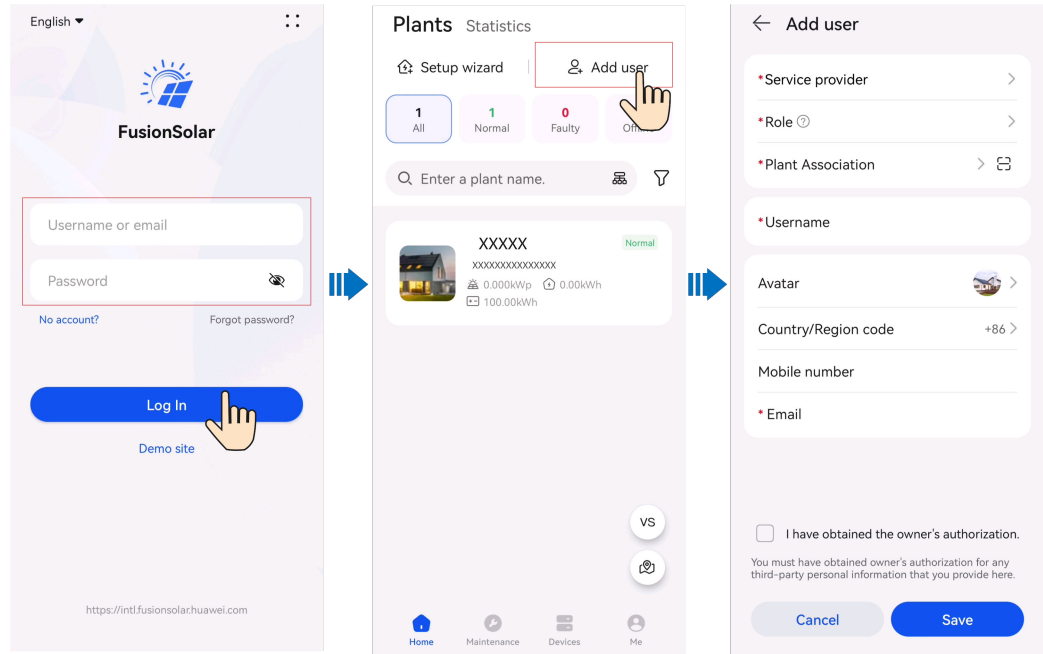 English
FusionSolar
Username or email
Password
No account?
Forgot password?
Log In
Demo site
https://intl.fusionsolar.huawei.com
Plants Statistics
Setup wizard
Add user
1
All
1
Normal
0
Faulty
Enter a plant name.
XXXXX
Normal
XXXXXXXXXXXXXXX
0.000kWp
0.00kWh
100.00kWh
VS
Home
Maintenance
Devices
Me
Add user
*Service provider
*Role
*Plant Association
*Username
Avatar
Country/Region code
+86
Mobile number
* Email
I have obtained the owner's authorization.
You must have obtained owner's authorization for any
third-party personal information that you provide here.
Cancel
Save